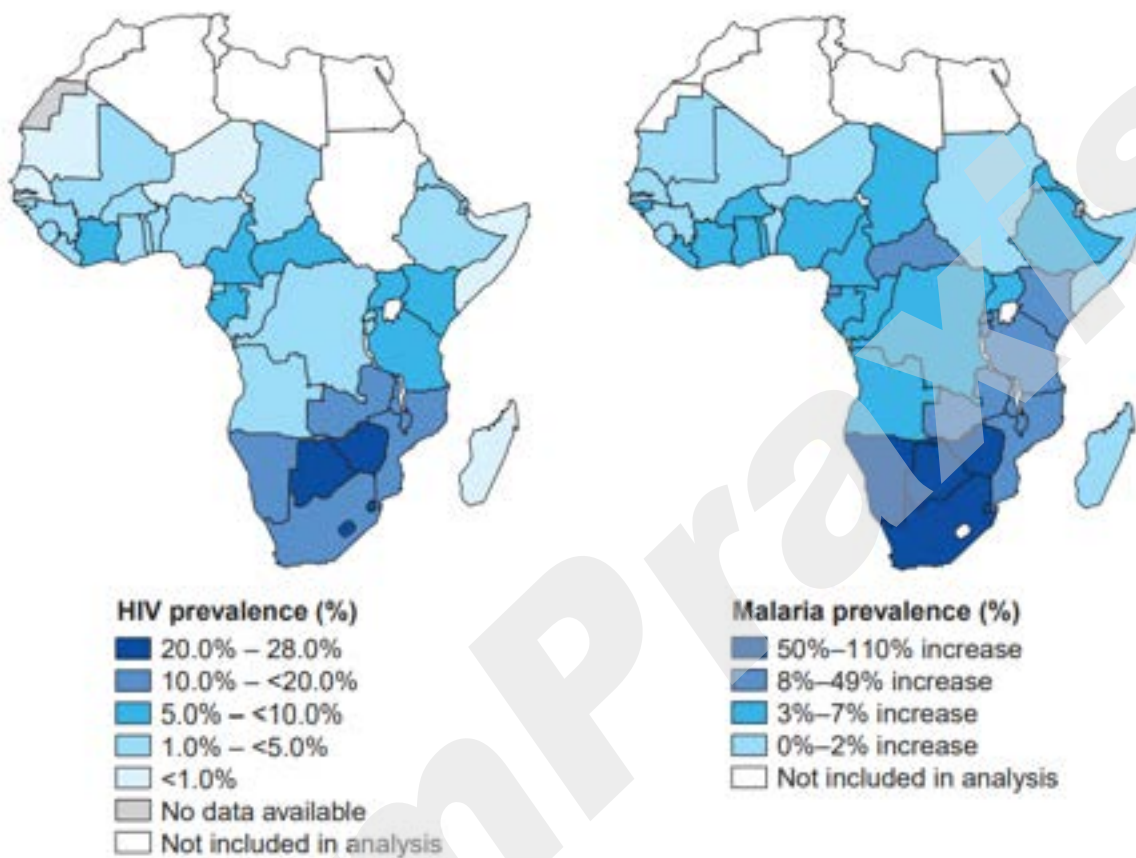 HIV prevalence (%)
20.0% – 28.0%
10.0% – <20.0%
5.0% – <10.0%
1.0% – <5.0%
<1.0%
No data available
Not included in analysis
Malaria prevalence (%)
50%–110% increase
8%–49% increase
3%–7% increase
0%–2% increase
Not included in analysis
mPraxis